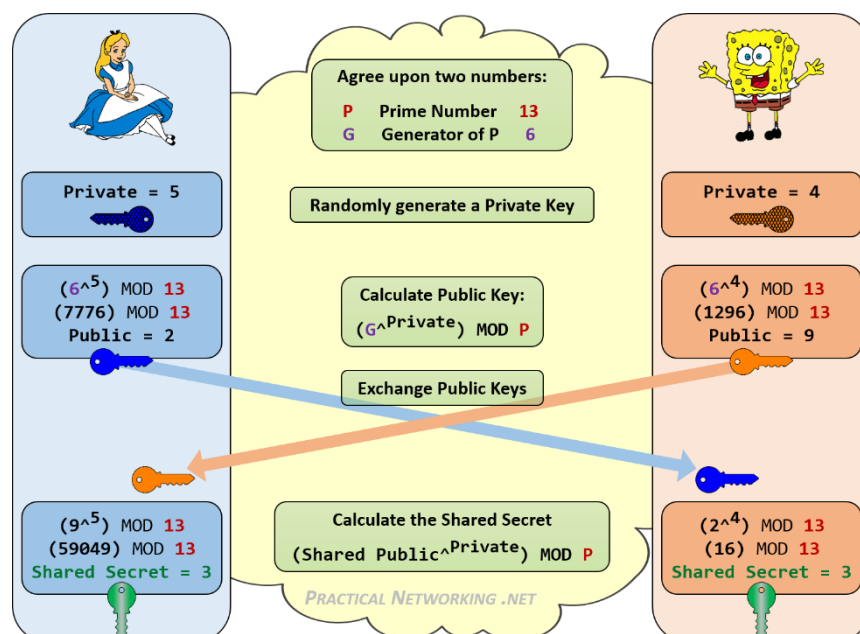 Agree upon two numbers:
P Prime Number 13
G Generator of P 6
Private = 5
Randomly generate a Private Key
Private = 4
(6^5) MOD 13
(7776) MOD 13
Public = 2
Calculate Public Key:
(G^Private) MOD P
(6^4) MOD 13
(1296) MOD 13
Public = 9
Exchange Public Keys
(9^5) MOD 13
(59049) MOD 13
Shared Secret = 3
Calculate the Shared Secret
(Shared Public^Private) MOD P
(2^4) MOD 13
(16) MOD 13
Shared Secret = 3
PRACTICAL NETWORKING .NET